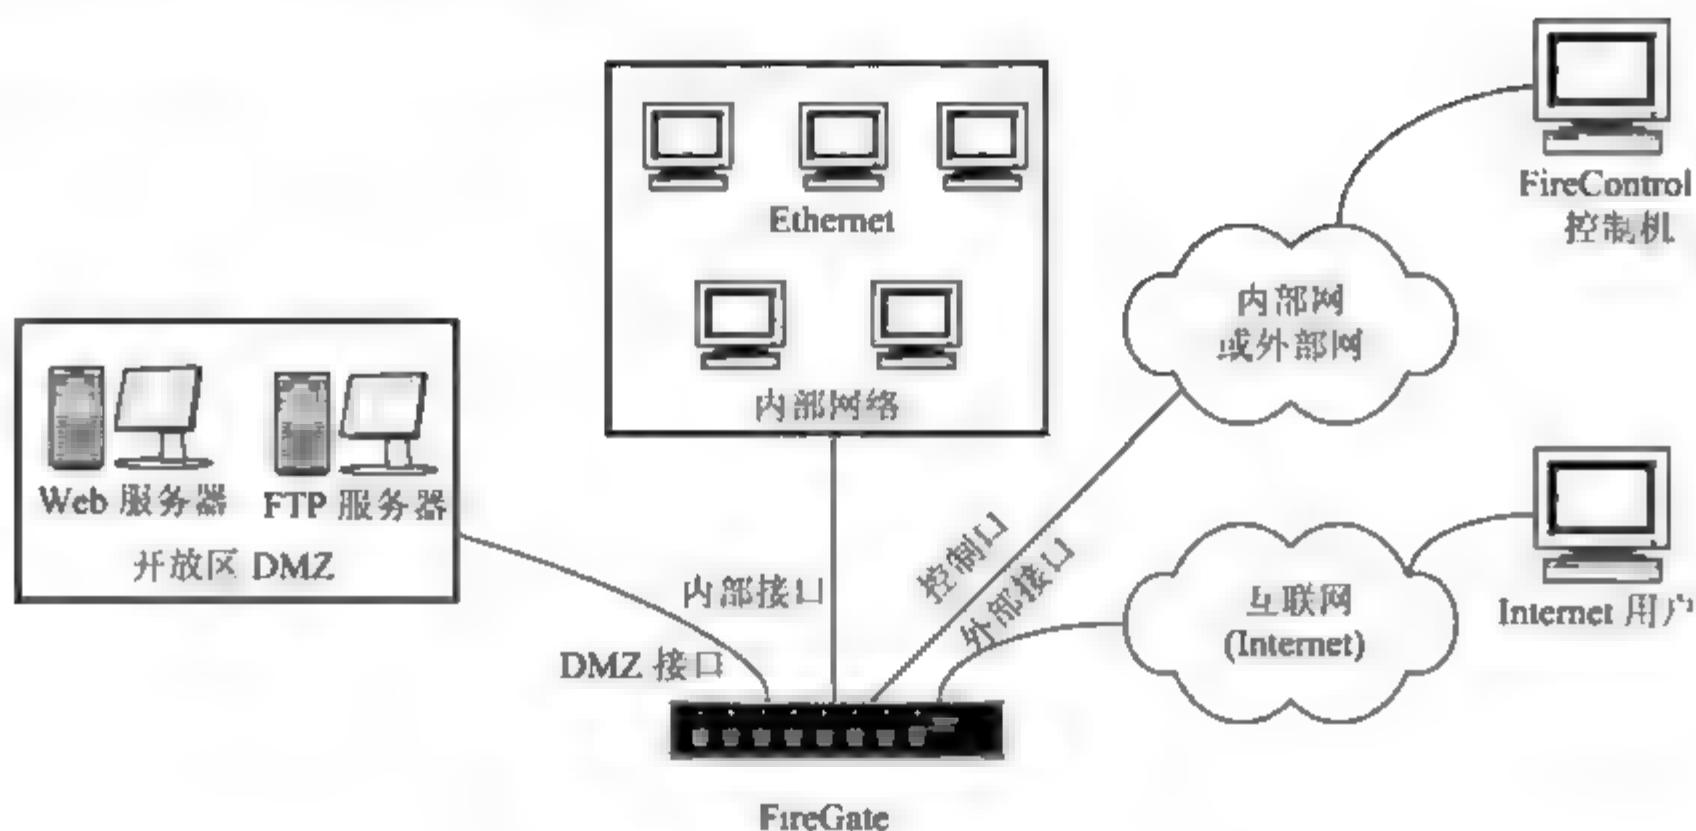 FireControl
控制机
Ethernet
内部网络
内部网
或外部网
Web 服务器
FTP 服务器
开放区 DMZ
控制口
外部接口
内部接口
DMZ 接口
互联网
(Internet)
Internet 用户
FireGate